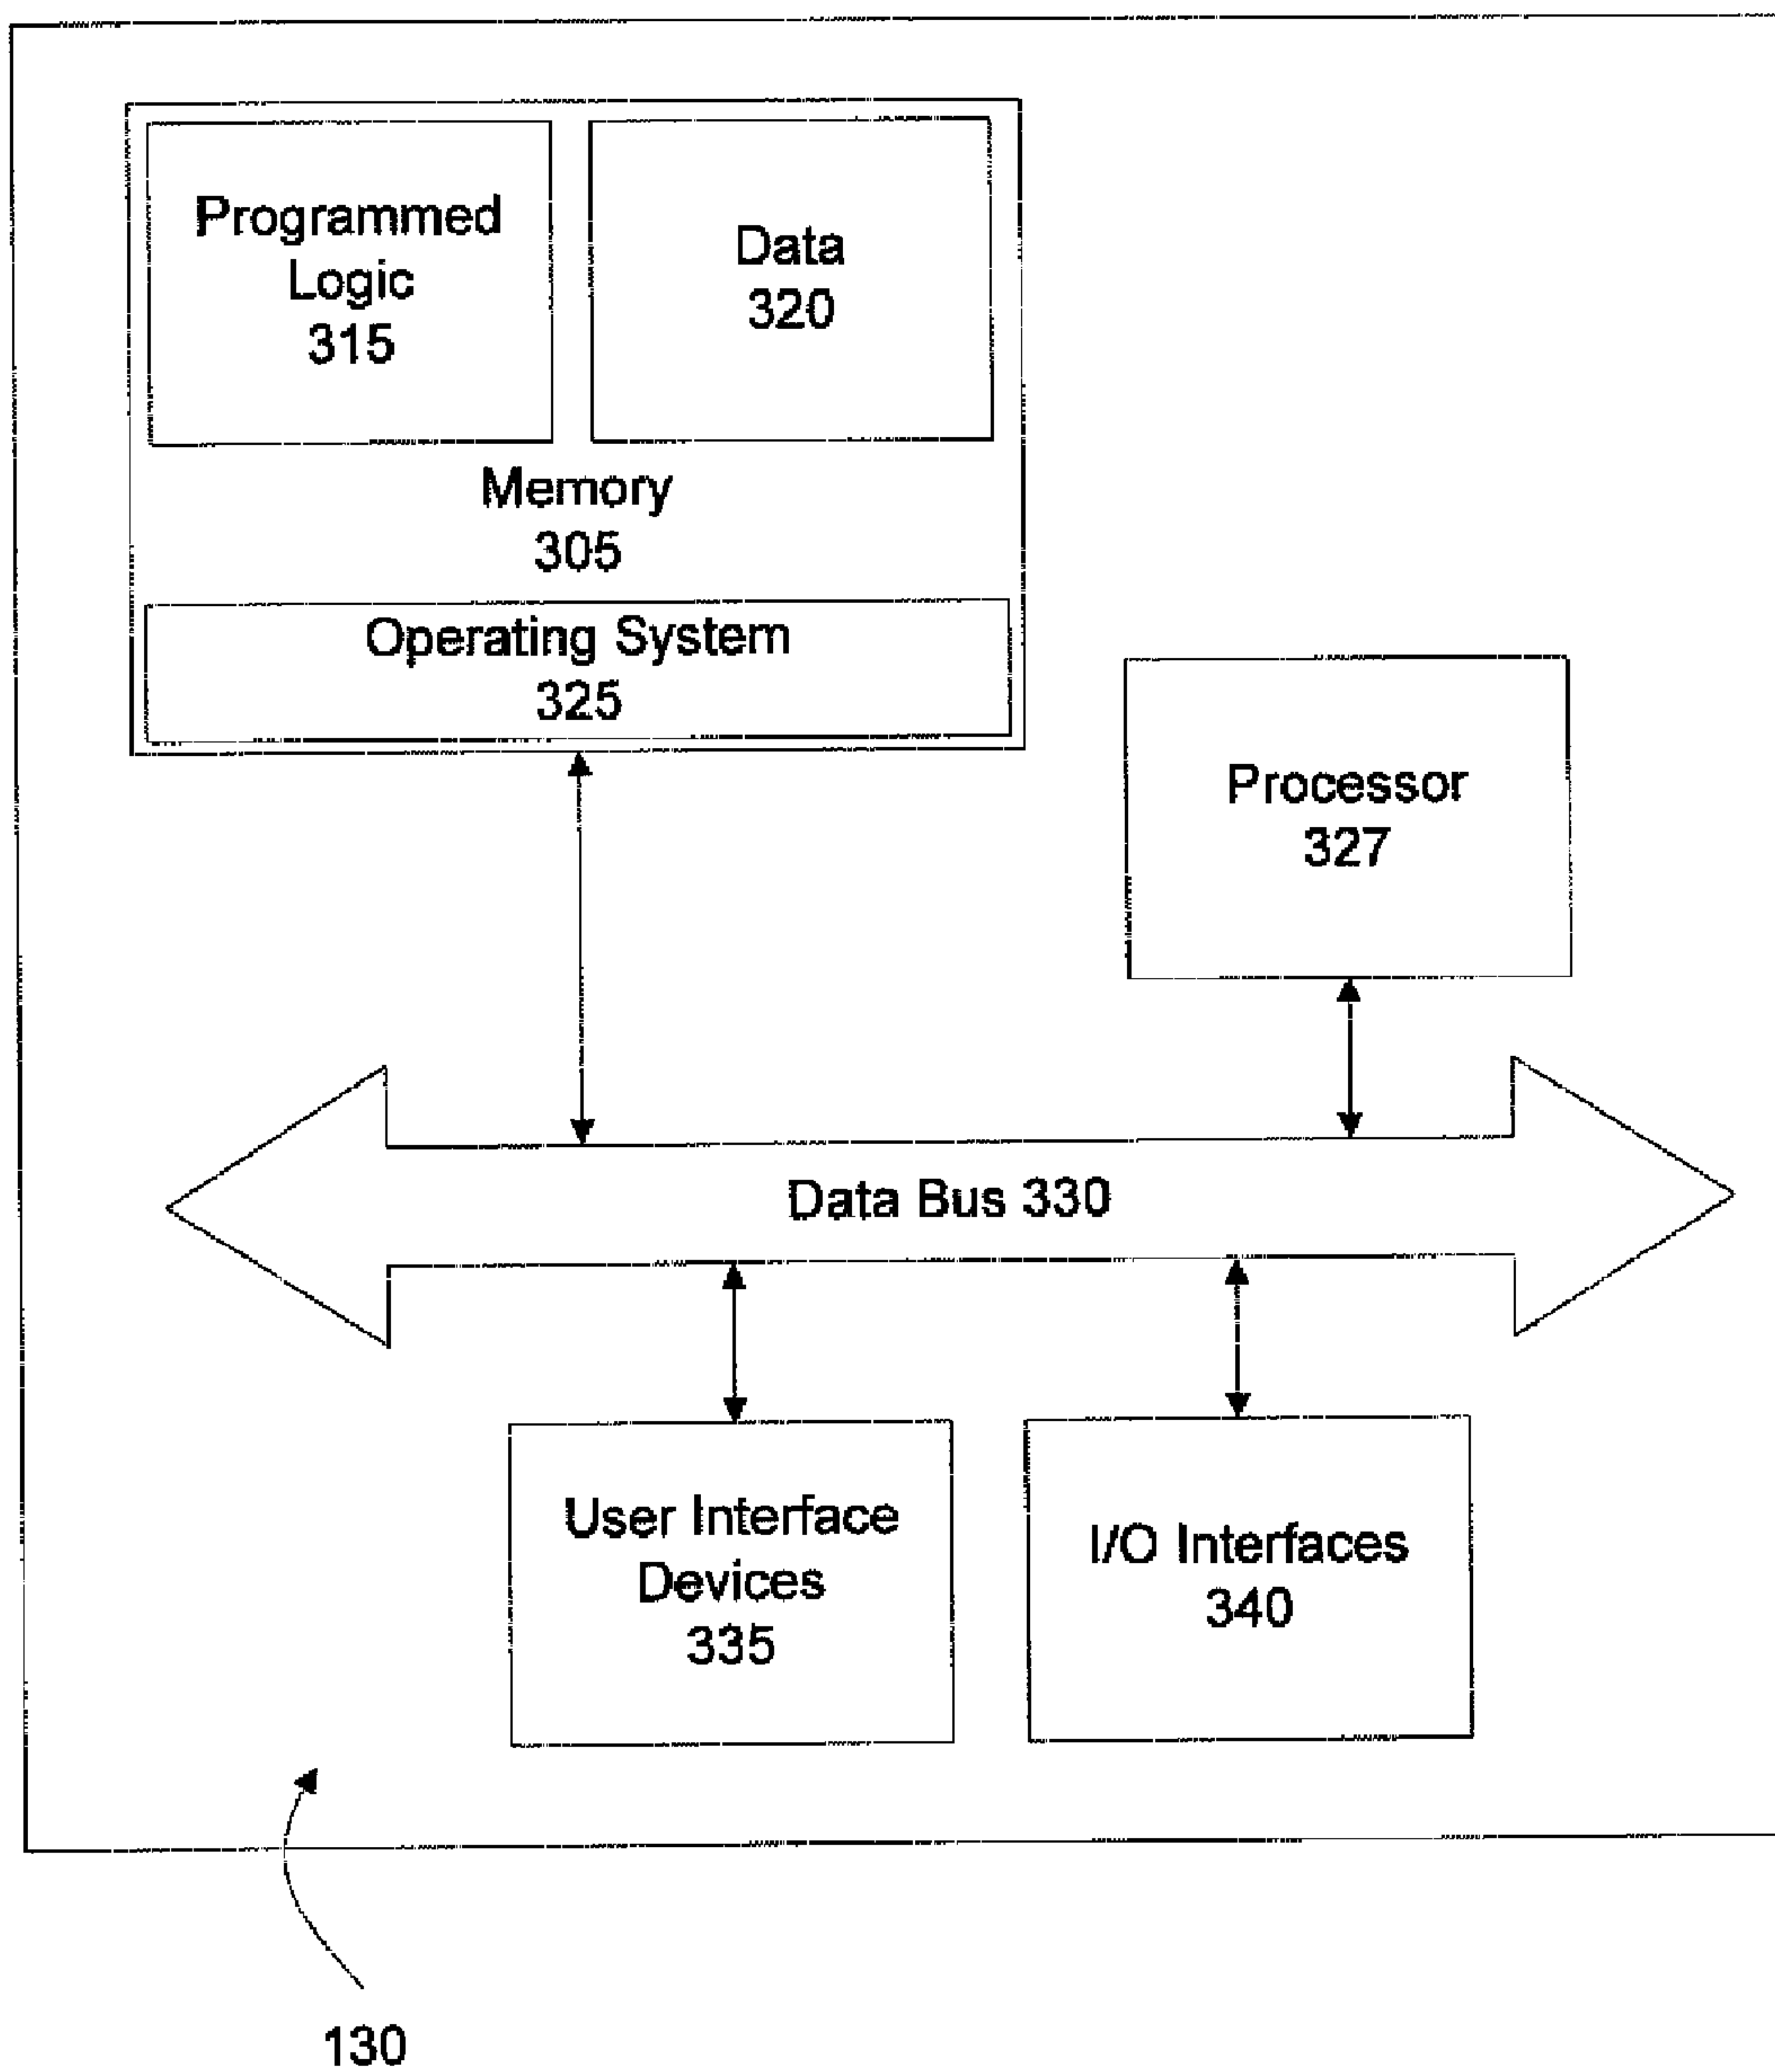 Programmed
Logic
315
Data
320
Memory
305
Operating System
325
Processor
327
Data Bus 330
User Interface
Devices
335
I/O Interfaces
340
130